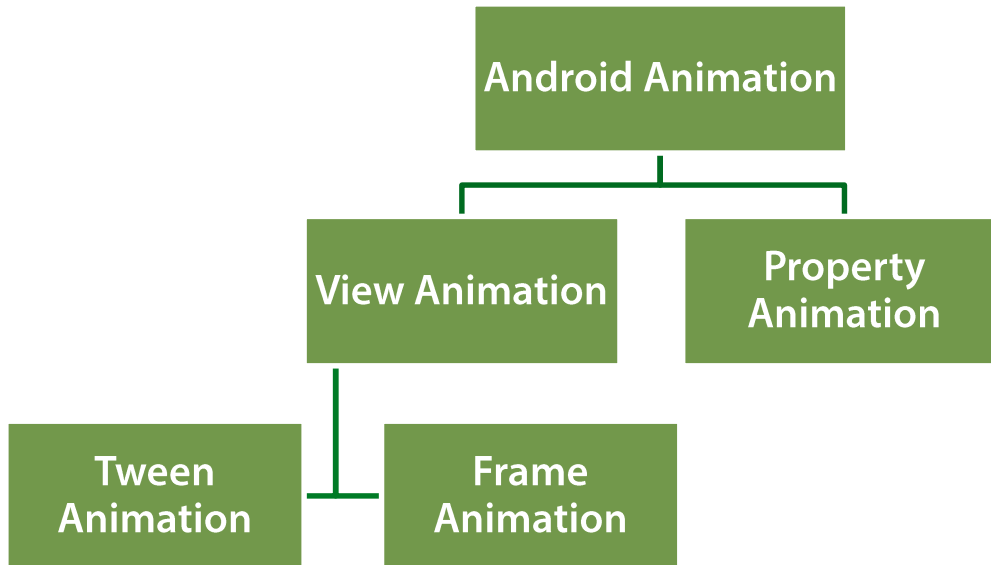 Android Animation
View Animation
Property
Animation
Tween
Animation
Frame
Animation